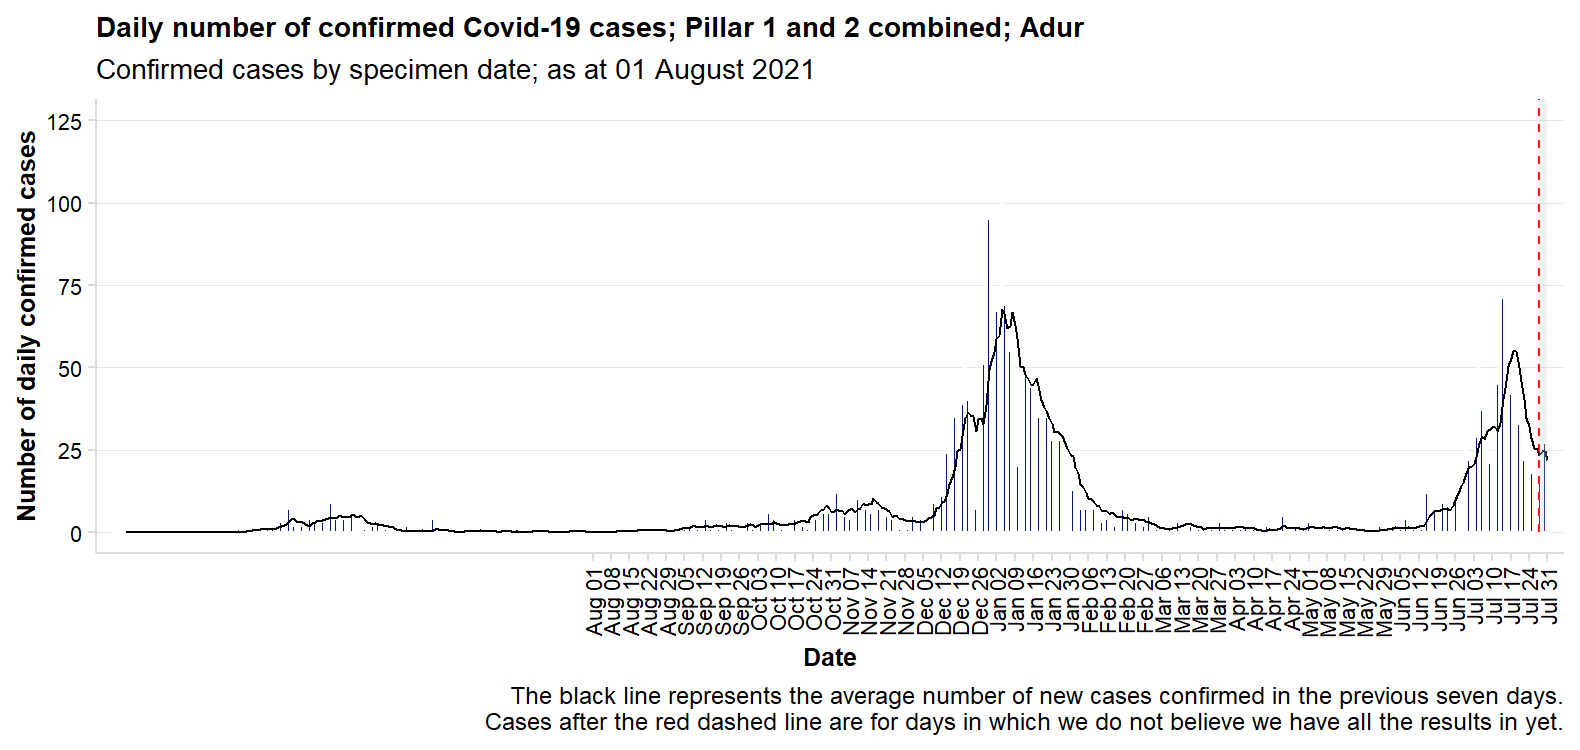 Daily number of confirmed Covid-19 cases; Pillar 1 and 2 combined; Adur
Confirmed cases by specimen date; as at 01 August 2021
Number of daily confirmed cases
125
100
75
50
25
0
Aug 01
Aug 08
Aug 15
Aug 22
Aug 29
Sep 05
Sep 12
Sep 19
Sep 26
Oct 03
Oct 10
Oct 17
Oct 24
Oct 31
Nov 07
Nov 14
Nov 21
Nov 28
Dec 05
Dec 12
Dec 19
Dec 26
Jan 02
Jan 09
Jan 16
Jan 23
Jan 30
Feb 06
Feb 13
Feb 20
Feb 27
Mar 06
Mar 13
Mar 20
Mar 27
Apr 03
Apr 10
Apr 17
Apr 24
May 01
May 08
May 15
May 22
May 29
Jun 05
Jun 12
Jun 19
Jun 26
Jul 03
Jul 10
Jul 17
Jul 24
Jul 31
Date
The black line represents the average number of new cases confirmed in the previous seven days.
Cases after the red dashed line are for days in which we do not believe we have all the results in yet.